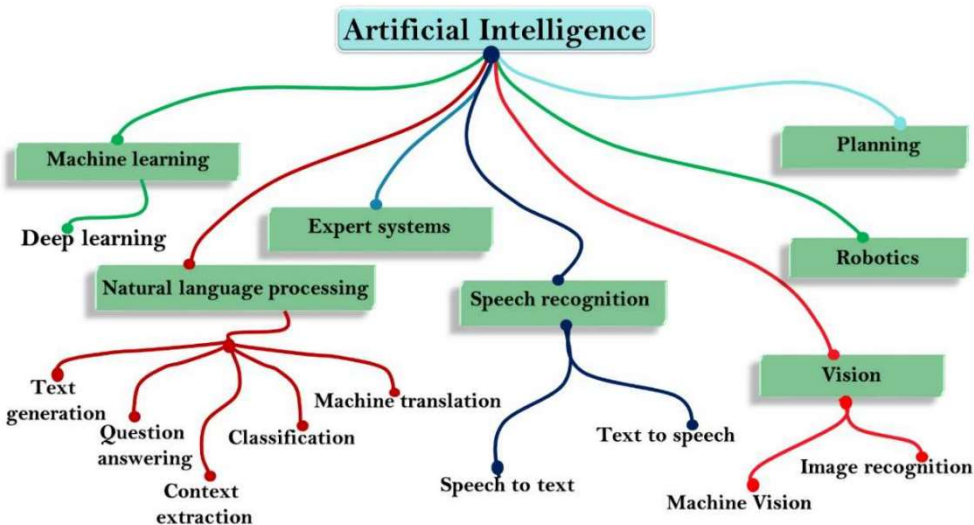 Artificial Intelligence
Machine learning
Deep learning
Natural language processing
Text
generation
Question
answering
Context
extraction
Classification
Machine translation
Expert systems
Speech recognition
Speech to text
Text to speech
Vision
Machine Vision
Image recognition
Robotics
Planning